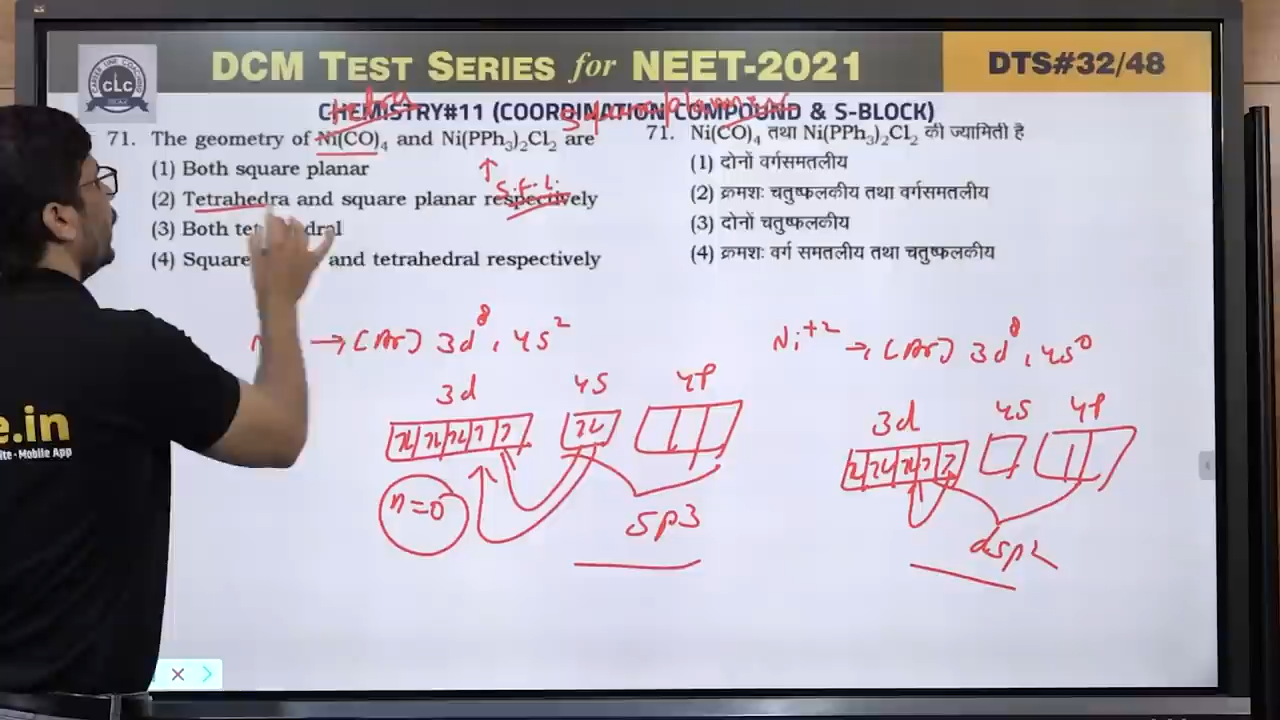 DCM TEST SERIES for NEET-2021
DTS#32/48
CLC
CHEMISTRY#11 (COORDINATION COMPOUND & S-BLOCK)
71. The geometry of Ni(CO)₄ and Ni(PPh₃)₂Cl₂ are
(1) Both square planar
(2) Tetrahedra and square planar respectively
(3) Both
(4) Square and tetrahedral respectively
71. Ni(CO)₄ तथा Ni(PPh₃)₂Cl₂ की ज्यामिती है
(1) दोनों वर्गसमतलीय
(2) क्रमशः चतुष्फलकीय तथा वर्गसमतलीय
(3) दोनों चतुष्फलकीय
(4) क्रमशः वर्ग समतलीय तथा चतुष्फलकीय
S.F.L.
→ (Ar) 3d⁸, 4s²
3d 4s 4p
n=0
sp3
Ni⁺² → (Ar) 3d⁸, 4s⁰
3d 4s 4p
dsp2
e.in
ite - Mobile App